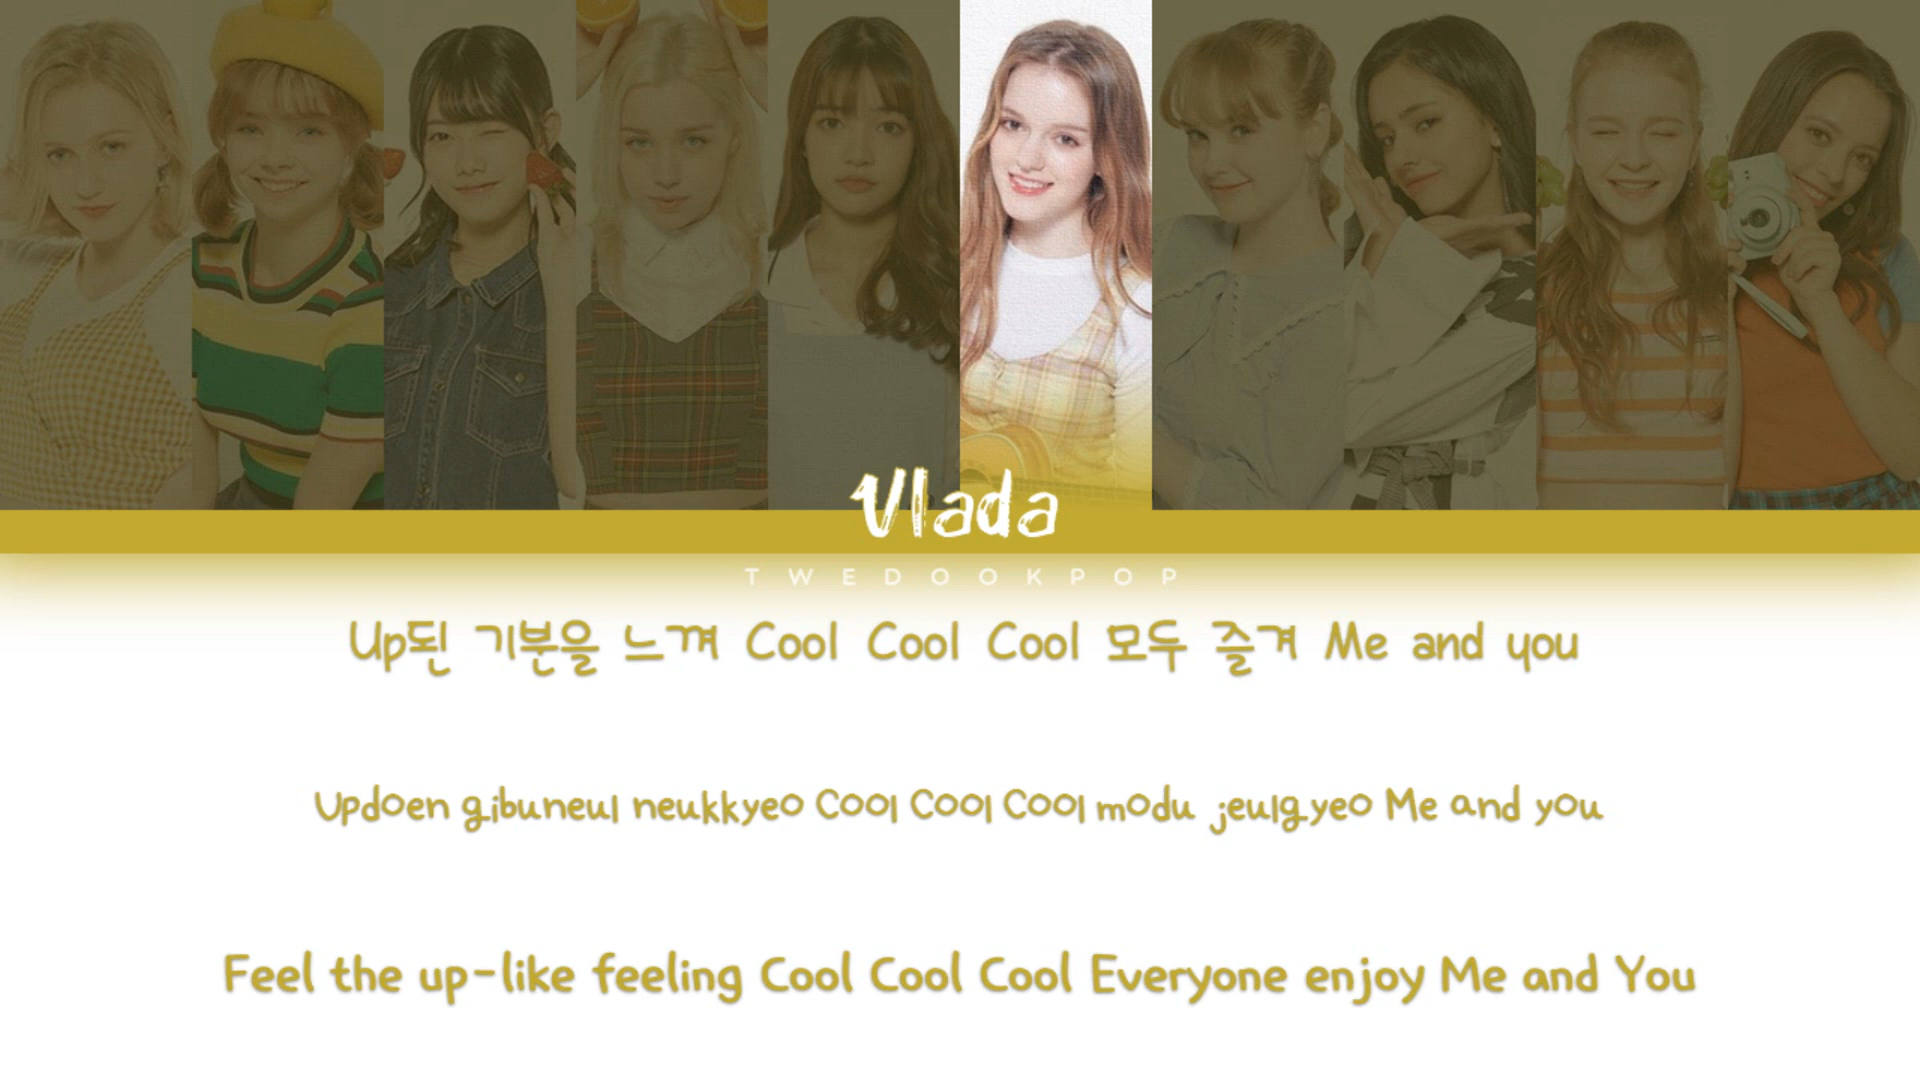 Vlada
TWEDOOKPOP
Up된 기분을 느껴 Cool Cool Cool 모두 즐겨 Me and you
Updoen gibuneul neukkyeo Cool Cool Cool modu jeulgyeo Me and you
Feel the up-like feeling Cool Cool Cool Everyone enjoy Me and You